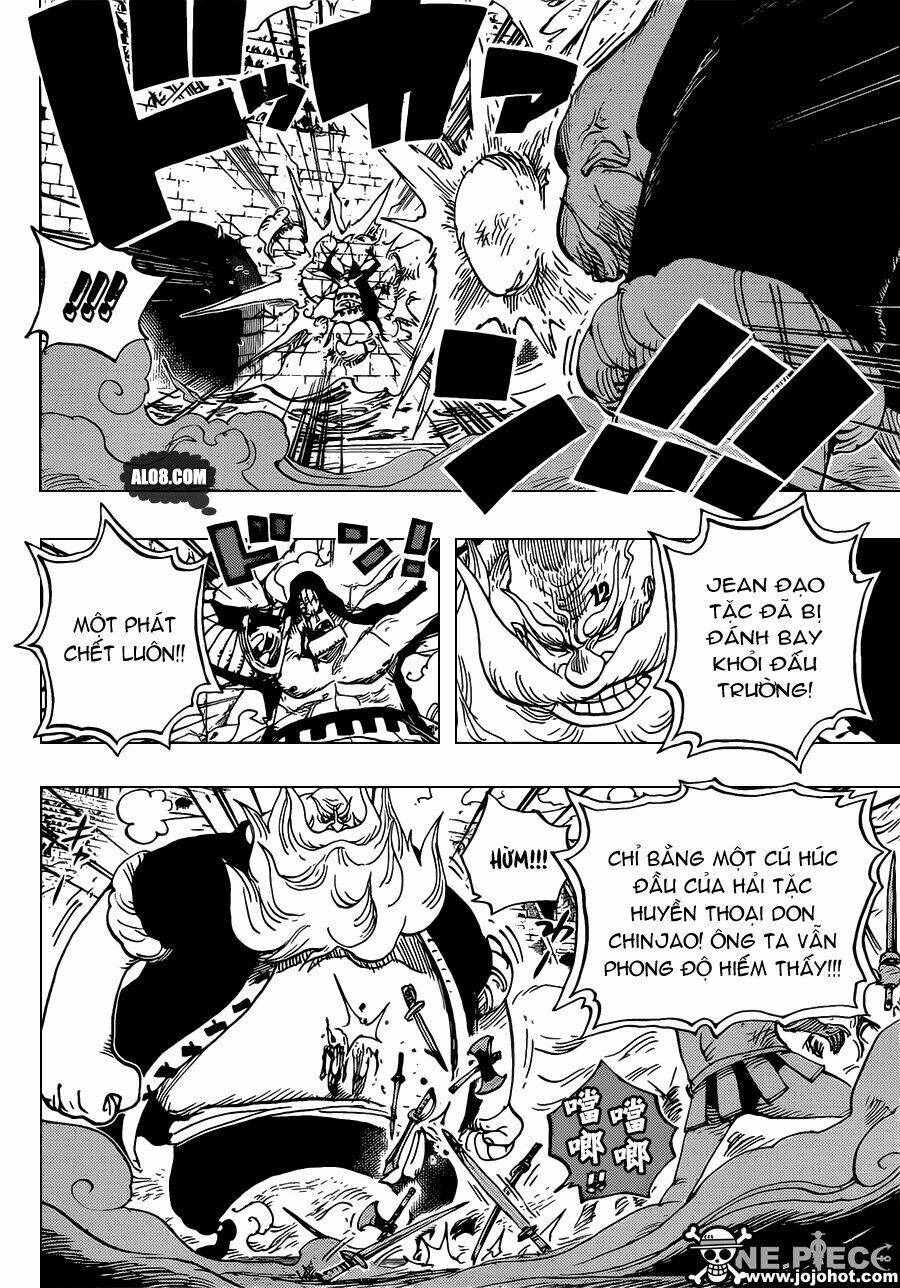 ドッカァ
!!!
ALO8.COM
JEAN ĐẠO
TẶC ĐÃ BỊ
ĐÁNH BAY
KHỎI ĐẤU
TRƯỜNG!
12
ドン!
MỘT PHÁT
CHẾT LUÔN!!
CHỈ BẰNG MỘT CÚ HÚC
ĐẦU CỦA HẢI TẶC
HUYỀN THOẠI DON
CHINJAO! ÔNG TA VẪN
PHONG ĐỘ HIẾM THẤY!!!
HỪM!!!
噹啷
噹啷!!
ONE PIECE
www.jojohot.com